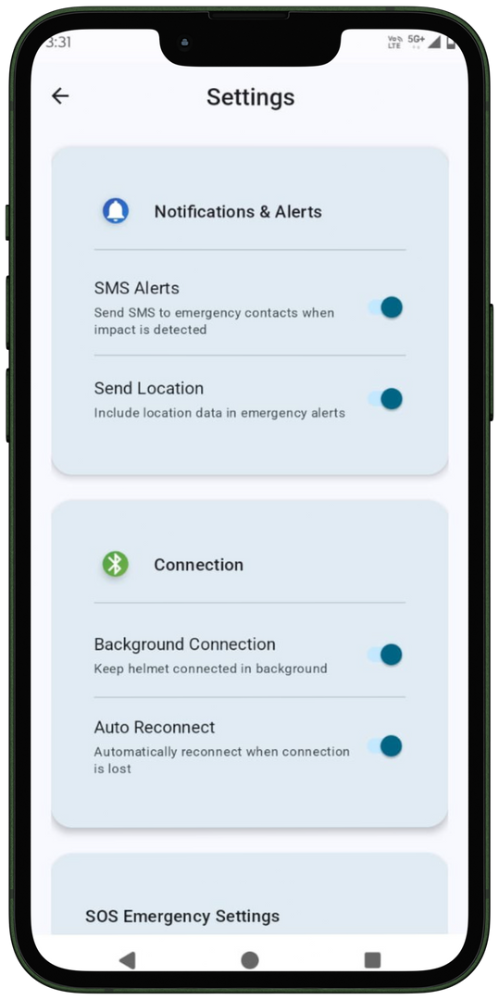 3:31
Vo LTE 5G+
Settings
Notifications & Alerts
SMS Alerts
Send SMS to emergency contacts when
impact is detected
Send Location
Include location data in emergency alerts
Connection
Background Connection
Keep helmet connected in background
Auto Reconnect
Automatically reconnect when connection
is lost
SOS Emergency Settings